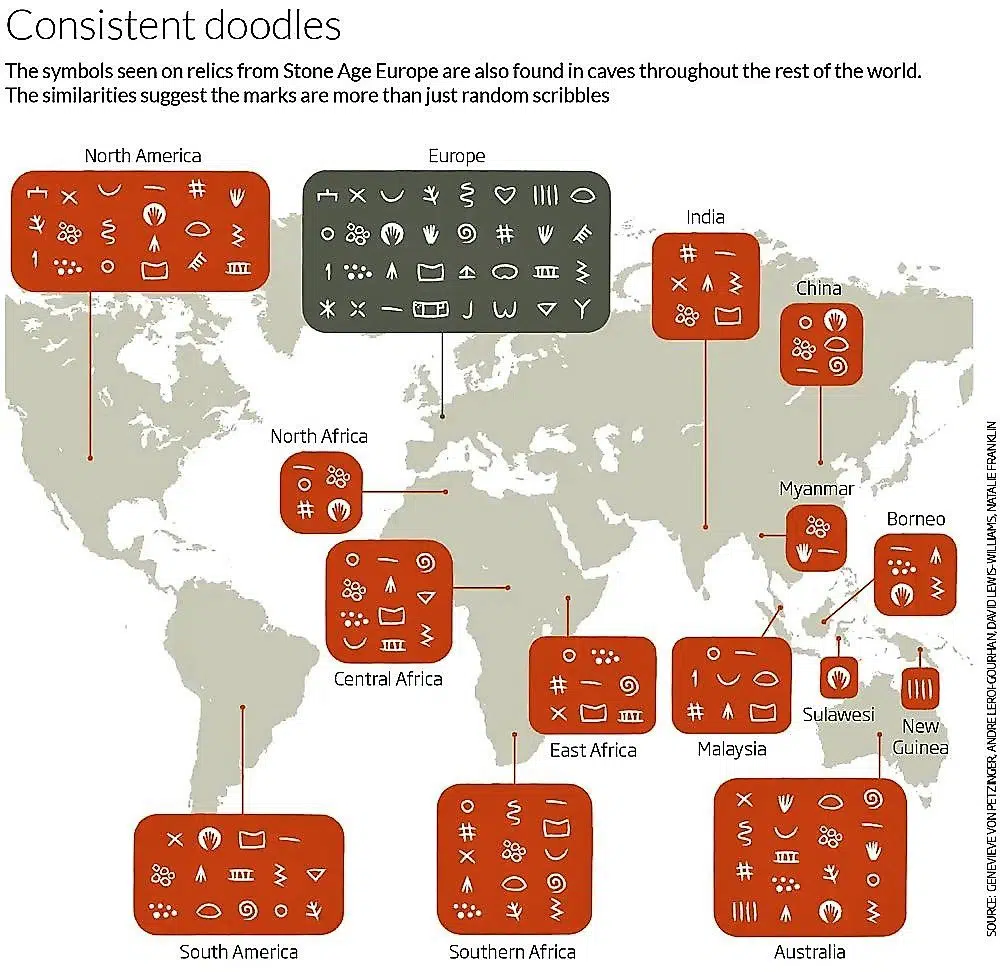 Consistent doodles
The symbols seen on relics from Stone Age Europe are also found in caves throughout the rest of the world.
The similarities suggest the marks are more than just random scribbles
North America
Europe
India
China
North Africa
Myanmar
Borneo
Central Africa
East Africa
Malaysia
Sulawesi
New
Guinea
South America
Southern Africa
Australia
SOURCE: GENEVIEVE VON PETZINGER, ANDRE LEROI-GOURHAN, DAVID LEWIS-WILLIAMS, NATALIE FRANKLIN